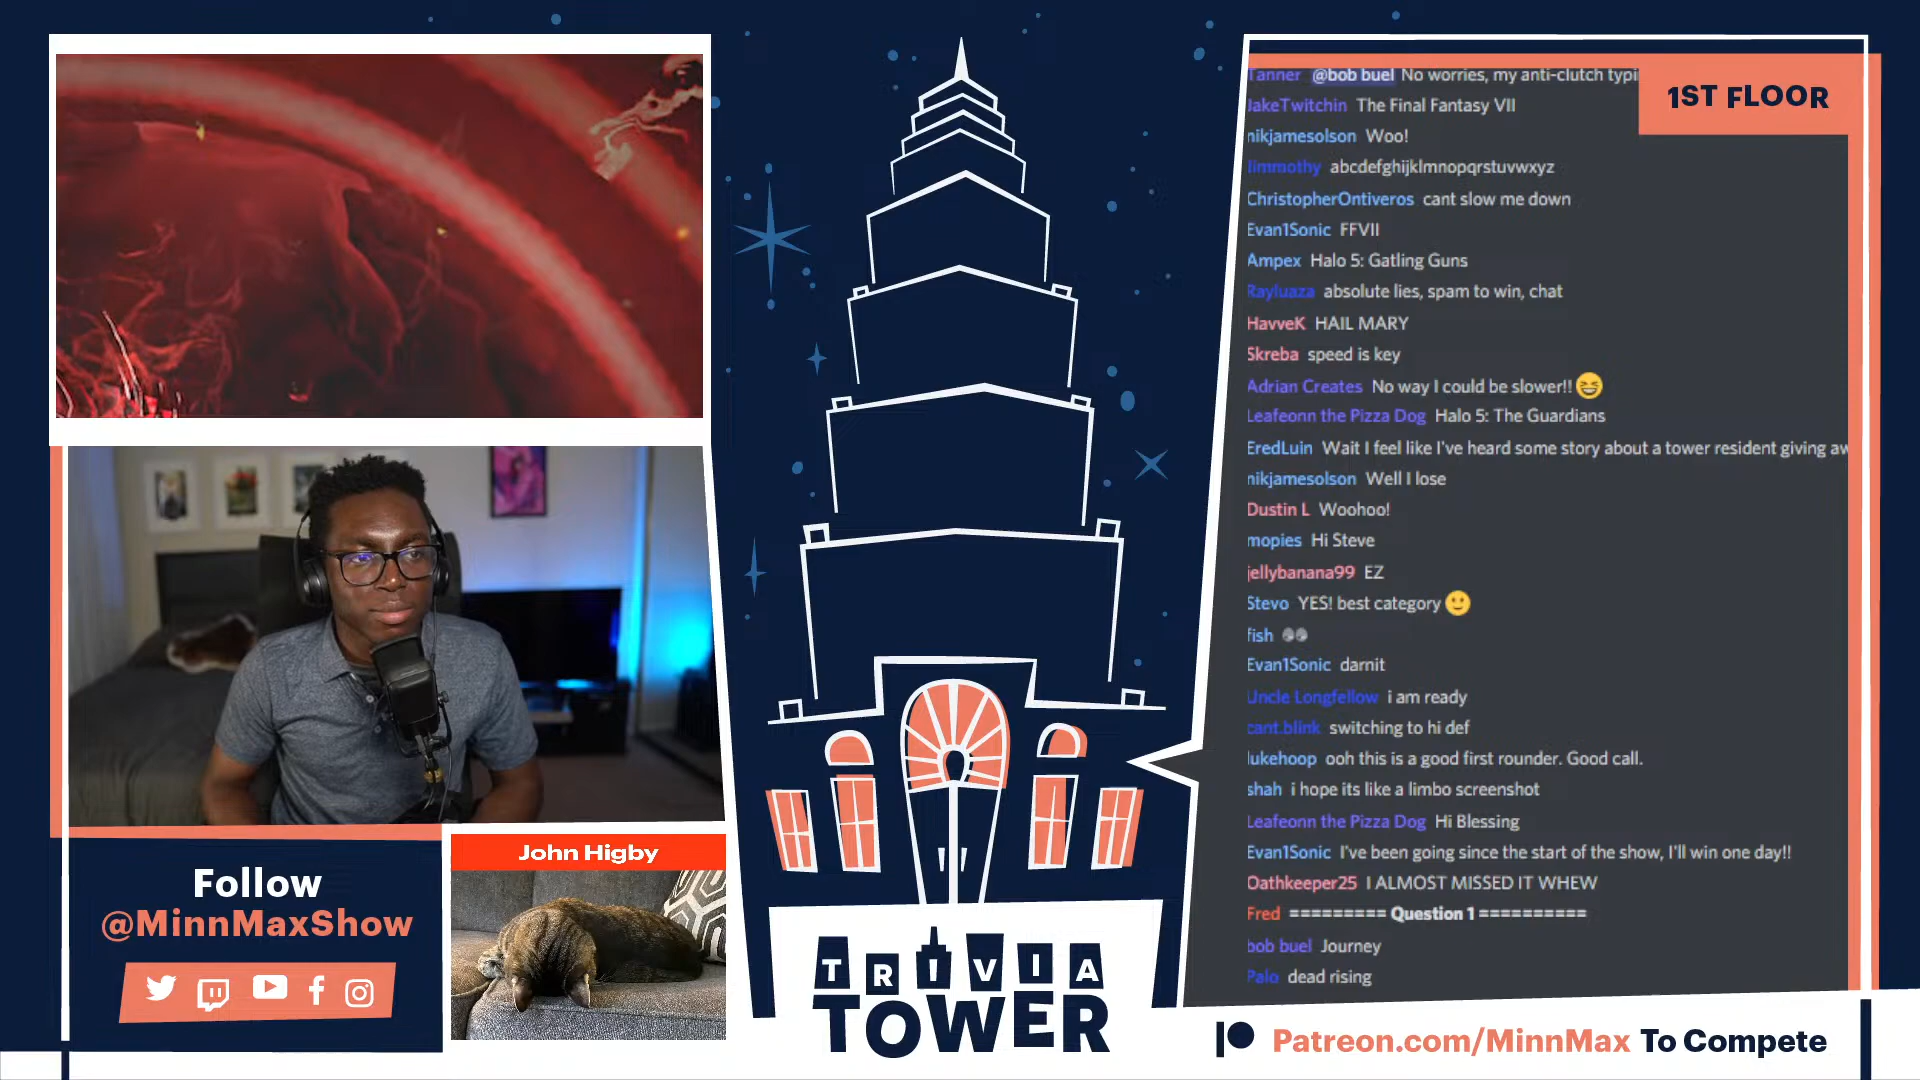 1ST FLOOR
Tanner @bob buel No worries, my anti-clutch typi
JakeTwitchin The Final Fantasy VII
nikjamesolson Woo!
Jimmothy abcdefghijklmnopqrstuvwxyz
ChristopherOntiveros cant slow me down
Evan1Sonic FFVII
Ampex Halo 5: Gatling Guns
Rayluaza absolute lies, spam to win, chat
HavveK HAIL MARY
Skreba speed is key
Adrian Creates No way I could be slower!! 😆
Leafeonn the Pizza Dog Halo 5: The Guardians
EredLuin Wait I feel like I've heard some story about a tower resident giving aw
nikjamesolson Well I lose
Dustin L Woohoo!
mopies Hi Steve
jellybanana99 EZ
Stevo YES! best category 🙂
fish
Evan1Sonic darnit
Uncle Longfellow i am ready
cant.blink switching to hi def
lukehoop ooh this is a good first rounder. Good call.
shah i hope its like a limbo screenshot
Leafeonn the Pizza Dog Hi Blessing
Evan1Sonic I've been going since the start of the show, I'll win one day!!
Oathkeeper25 I ALMOST MISSED IT WHEW
Fred ========= Question 1 ==========
bob buel Journey
Palo dead rising
John Higby
Follow
@MinnMaxShow
TRIVIA
TOWER
Patreon.com/MinnMax To Compete